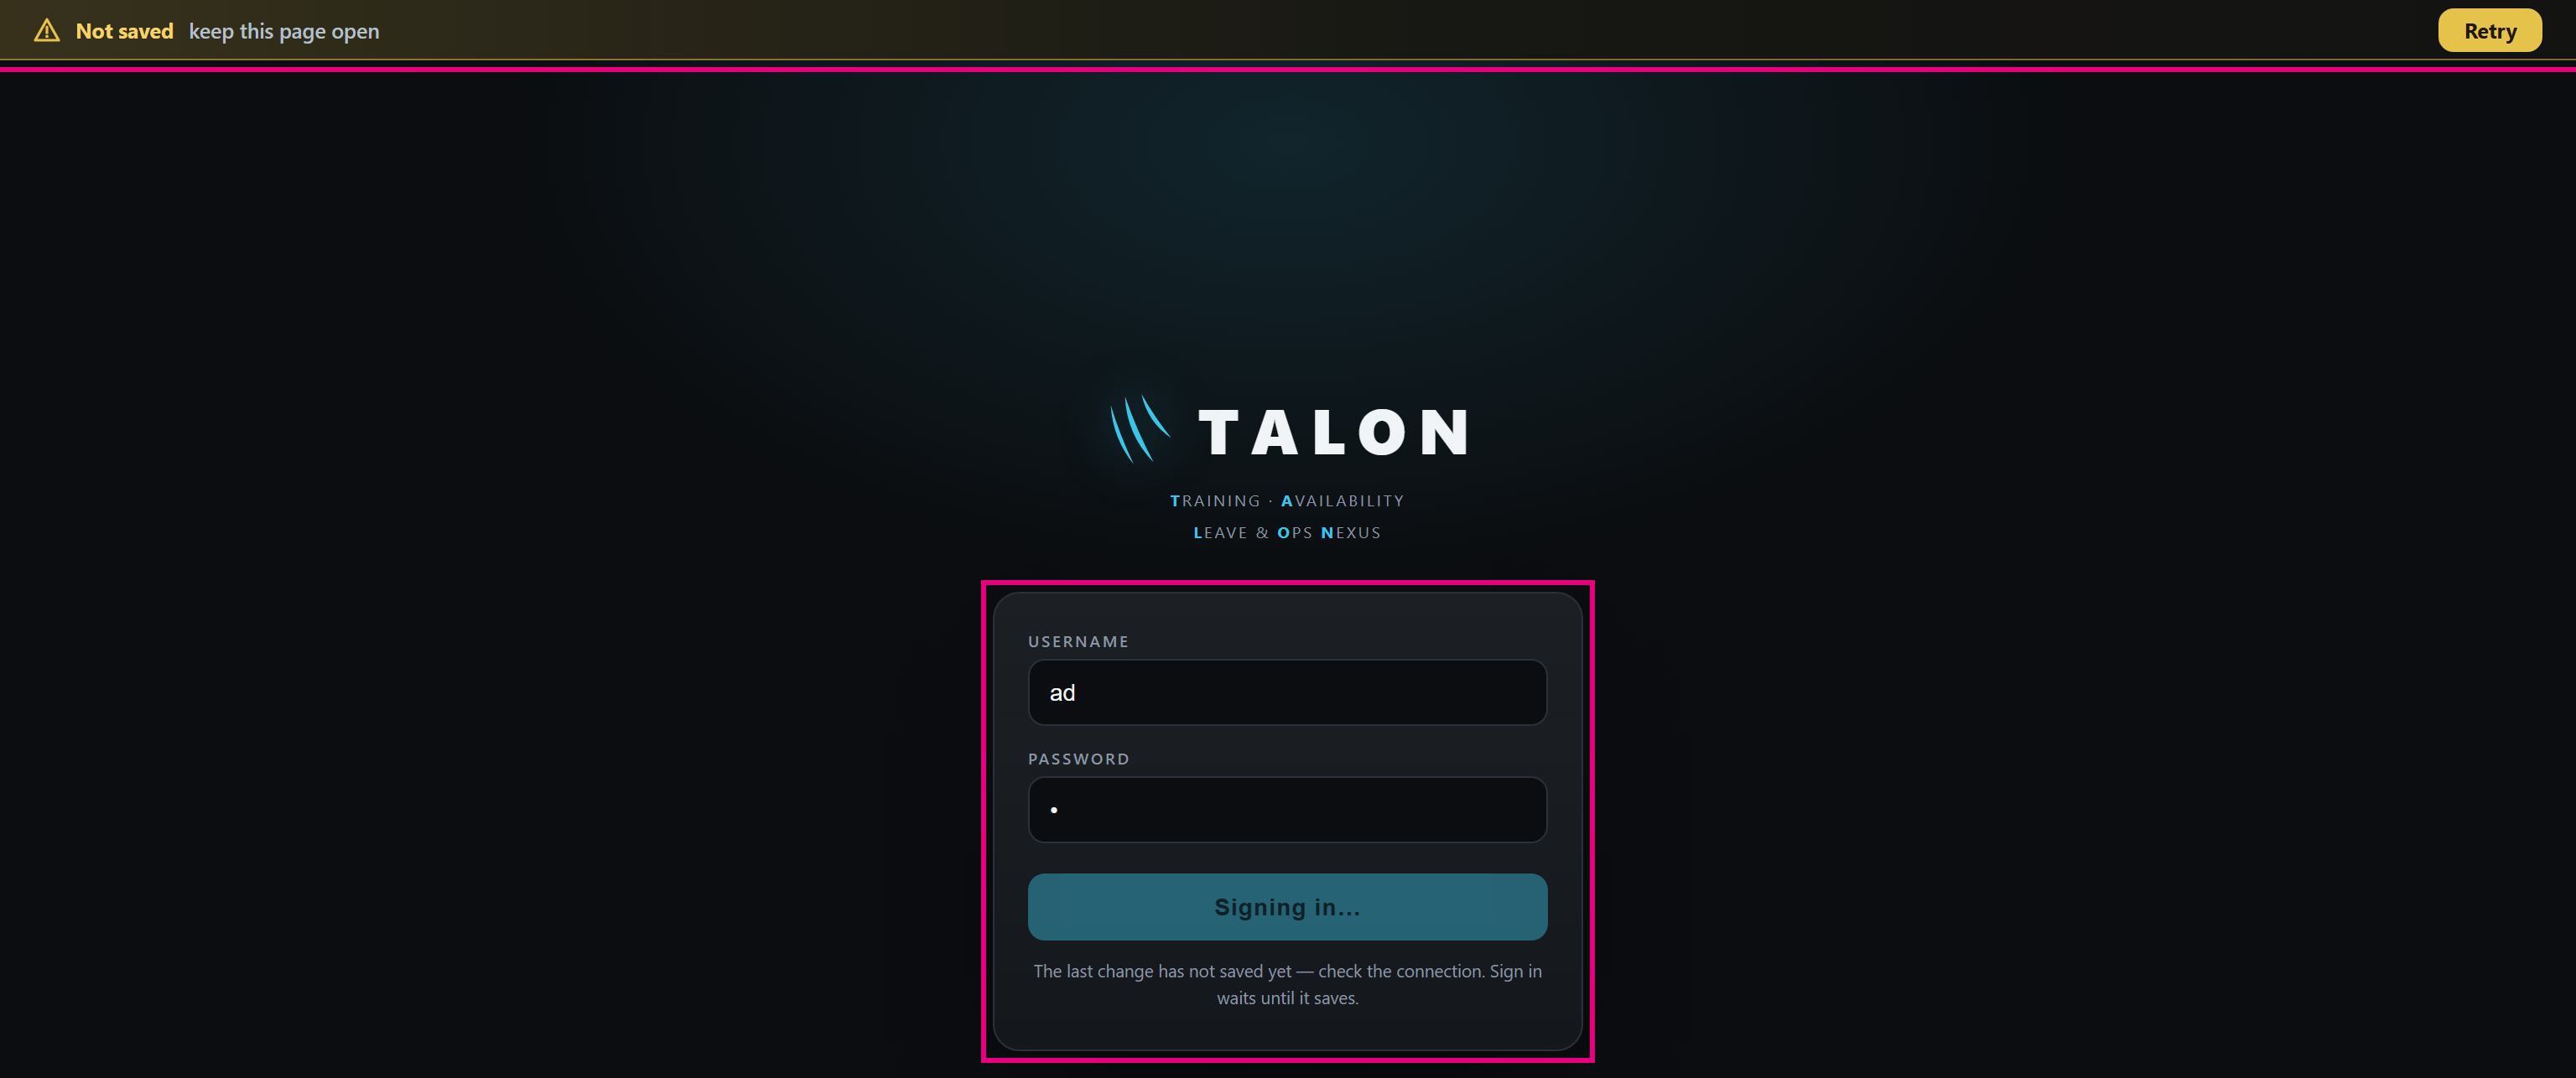 Not saved keep this page open
Retry
TALON
TRAINING · AVAILABILITY
LEAVE & OPS NEXUS
USERNAME
ad
PASSWORD
•
Signing in...
The last change has not saved yet — check the connection. Sign in
waits until it saves.